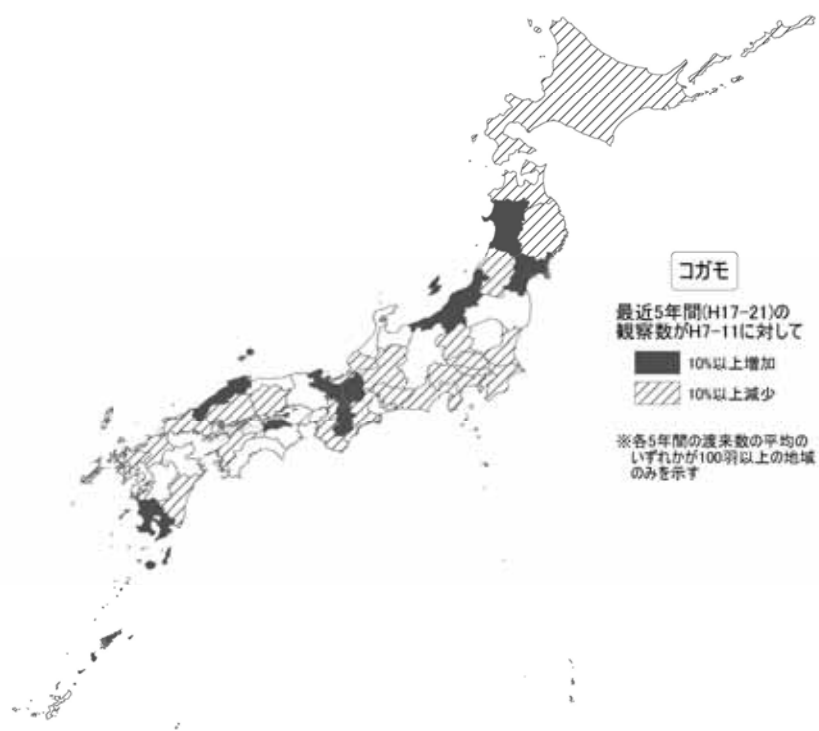 コガモ
最近5年間(H17-21)の
観察数がH7-11に対して
10%以上増加
10%以上減少
※各5年間の渡来数の平均の
いずれかが100羽以上の地域
のみを示す